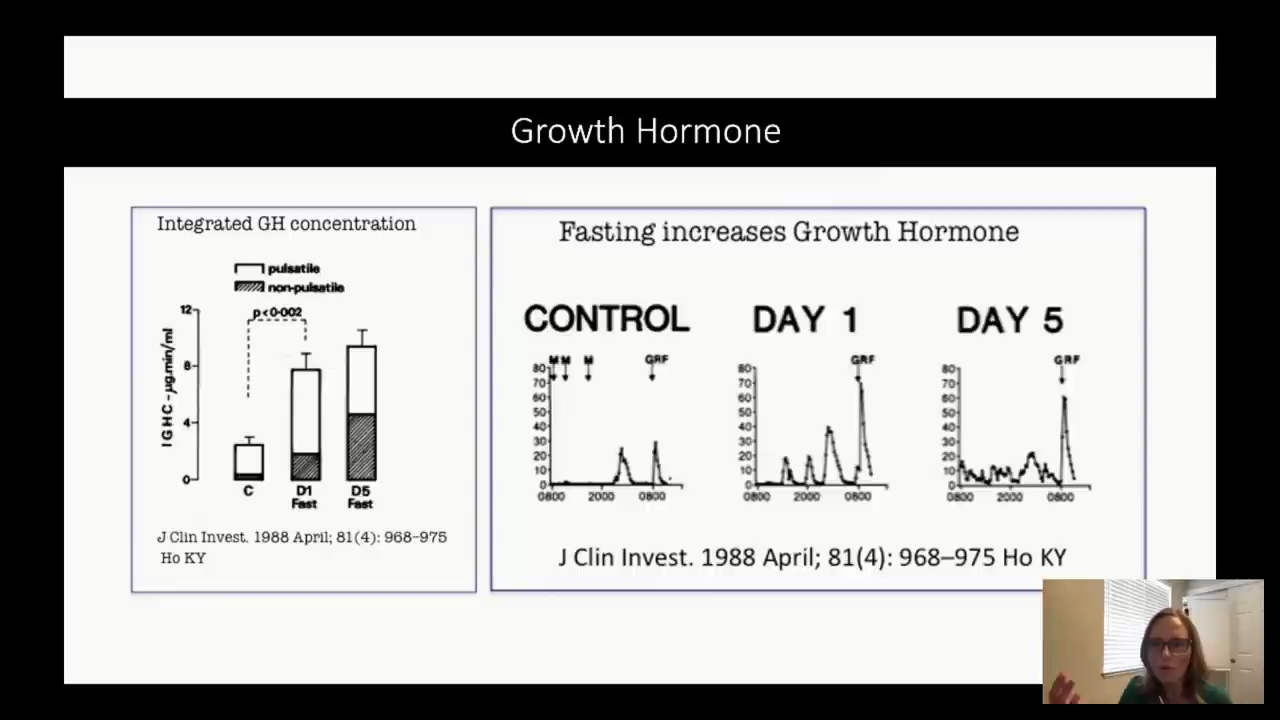 Growth Hormone
Integrated GH concentration
pulsatile
non-pulsatile
p<0·002
12
8
4
0
IGHC-µg.min/ml
C
D1
Fast
D5
Fast
J Clin Invest. 1988 April; 81(4): 968-975
Ho KY
Fasting increases Growth Hormone
CONTROL
M M M GRF
80
70
60
50
40
30
20
10
0
0800 2000 0800
DAY 1
GRF
80
70
60
50
40
30
20
10
0
0800 2000 0800
DAY 5
GRF
80
70
60
50
40
30
20
10
0
0800 2000 0800
J Clin Invest. 1988 April; 81(4): 968–975 Ho KY